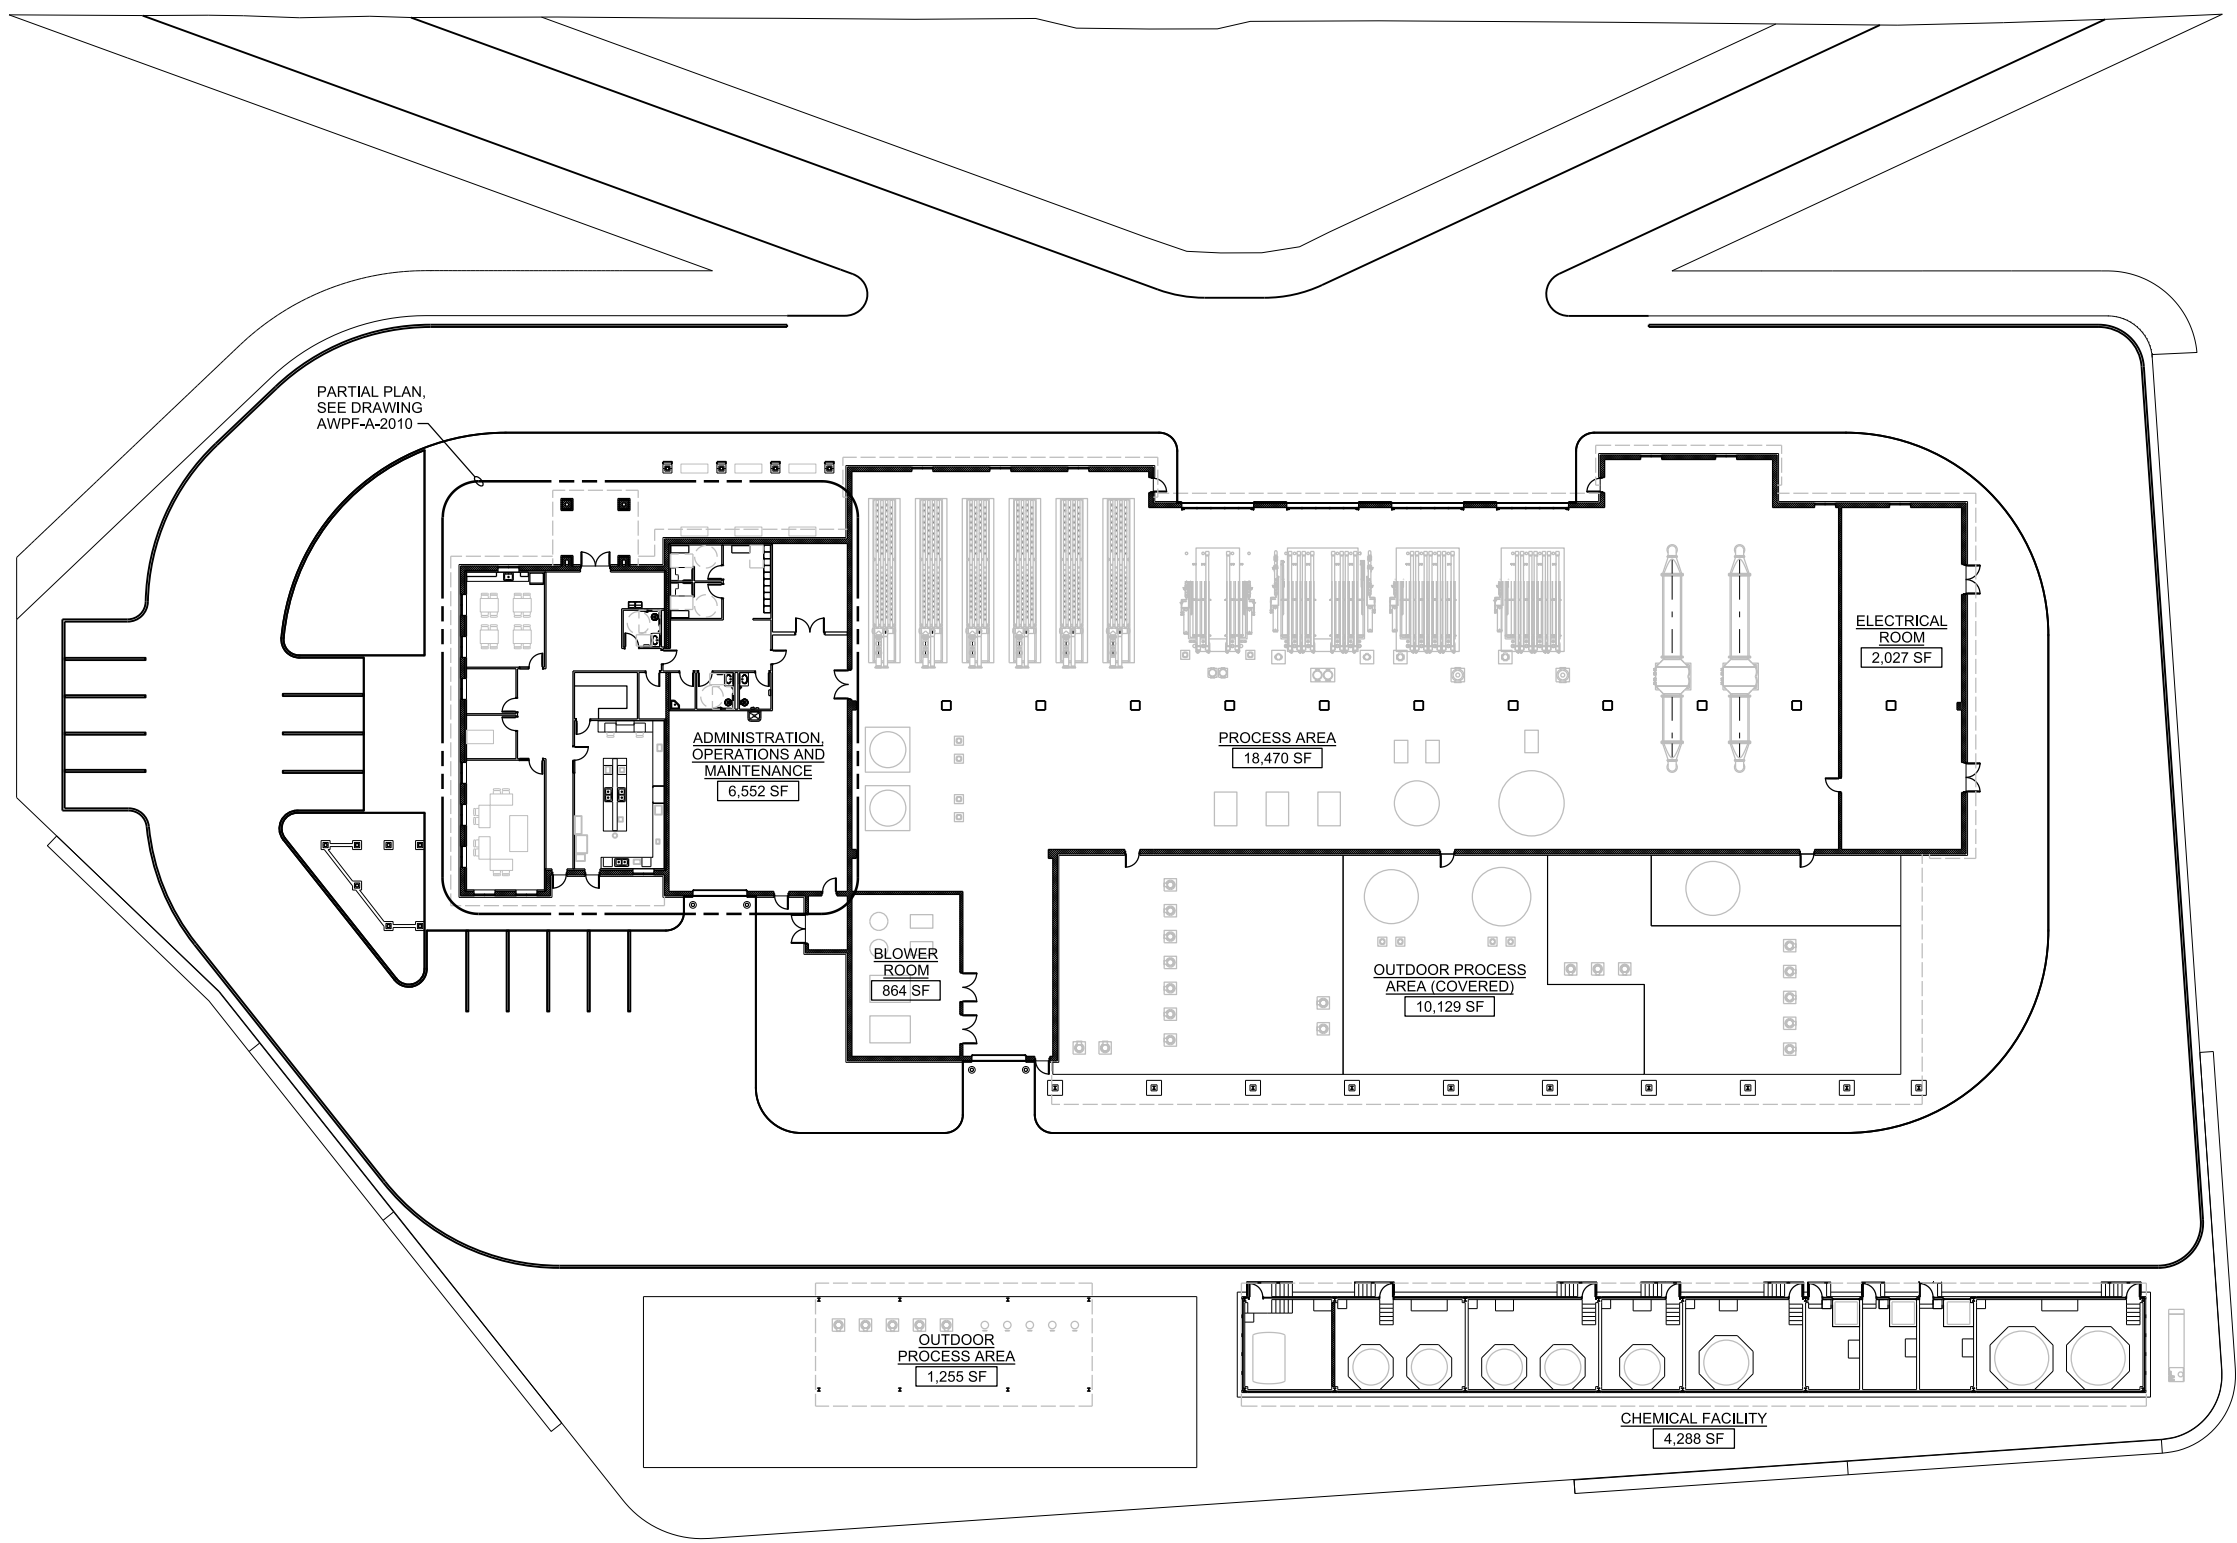 PARTIAL PLAN,
SEE DRAWING
AWPF-A-2010
ELECTRICAL
ROOM
2,027 SF
ADMINISTRATION,
OPERATIONS AND
MAINTENANCE
6,552 SF
PROCESS AREA
18,470 SF
BLOWER
ROOM
864 SF
OUTDOOR PROCESS
AREA (COVERED)
10,129 SF
OUTDOOR
PROCESS AREA
1,255 SF
CHEMICAL FACILITY
4,288 SF